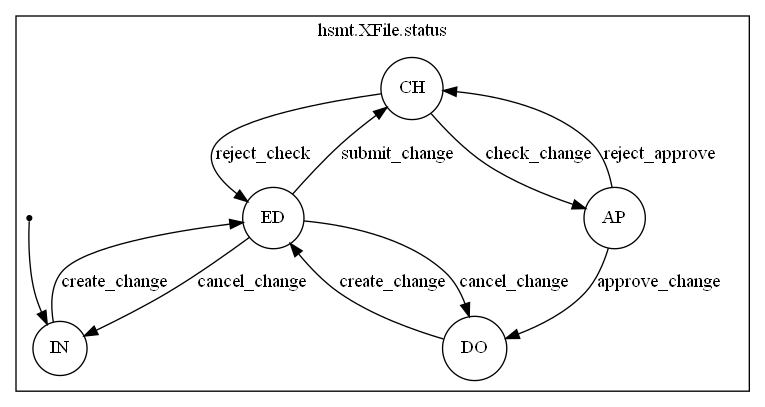 hsmt.XFile.status
CH
reject_check
submit_change
check_change
reject_approve
ED
AP
create_change
cancel_change
create_change
cancel_change
approve_change
IN
DO